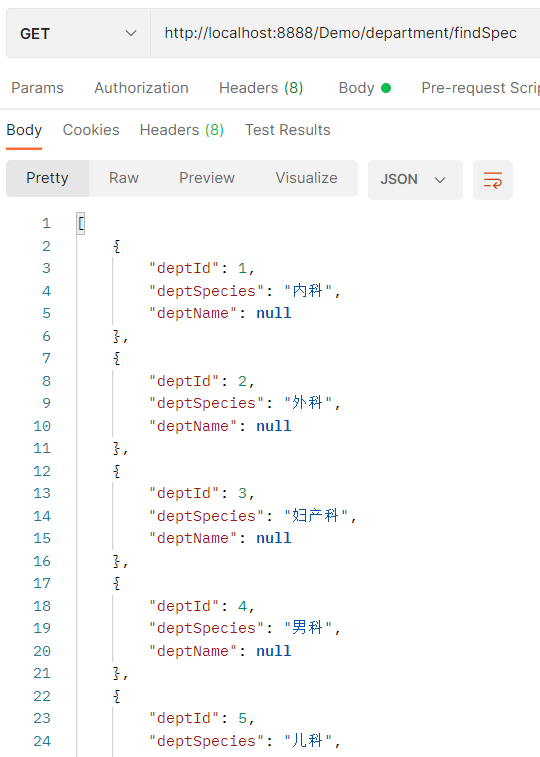 GET http://localhost:8888/Demo/department/findSpec
Params Authorization Headers (8) Body Pre-request Scri
Body Cookies Headers (8) Test Results
Pretty Raw Preview Visualize JSON
1 [
2 {
3 "deptId": 1,
4 "deptSpecies": "内科",
5 "deptName": null
6 },
7 {
8 "deptId": 2,
9 "deptSpecies": "外科",
10 "deptName": null
11 },
12 {
13 "deptId": 3,
14 "deptSpecies": "妇产科",
15 "deptName": null
16 },
17 {
18 "deptId": 4,
19 "deptSpecies": "男科",
20 "deptName": null
21 },
22 {
23 "deptId": 5,
24 "deptSpecies": "儿科",